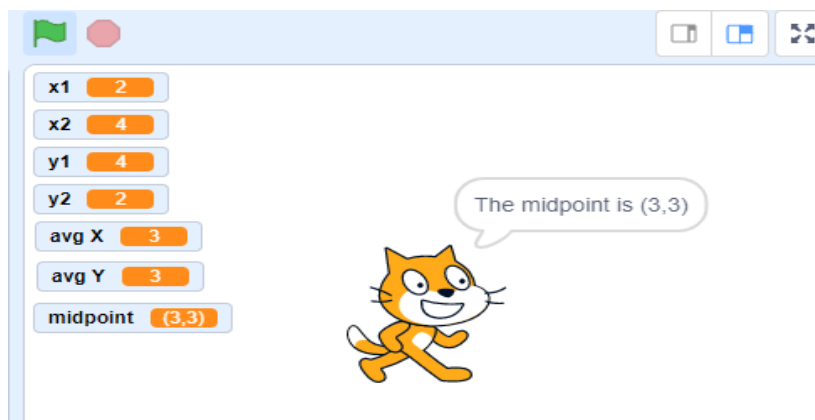 x1 2
x2 4
y1 4
y2 2
The midpoint is (3,3)
avg X 3
avg Y 3
midpoint (3,3)